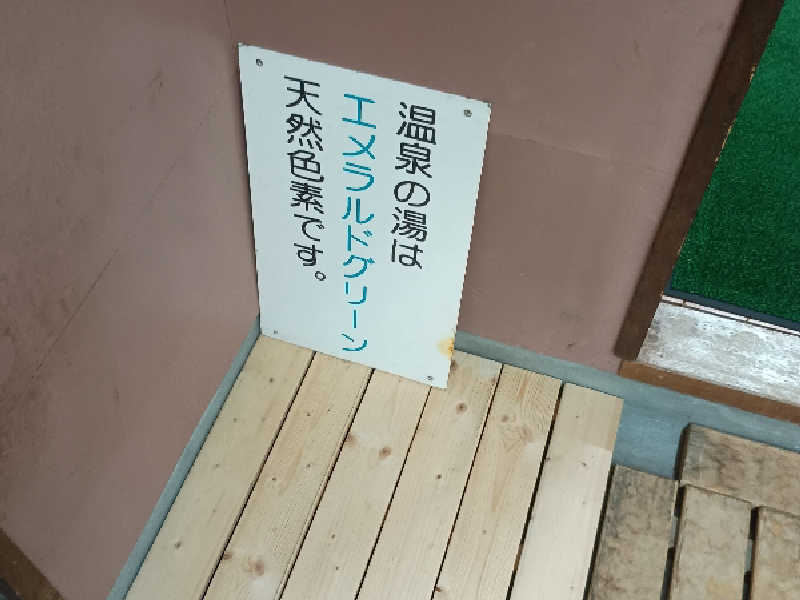 温泉の湯は
エメラルドグリーン
天然色素です。